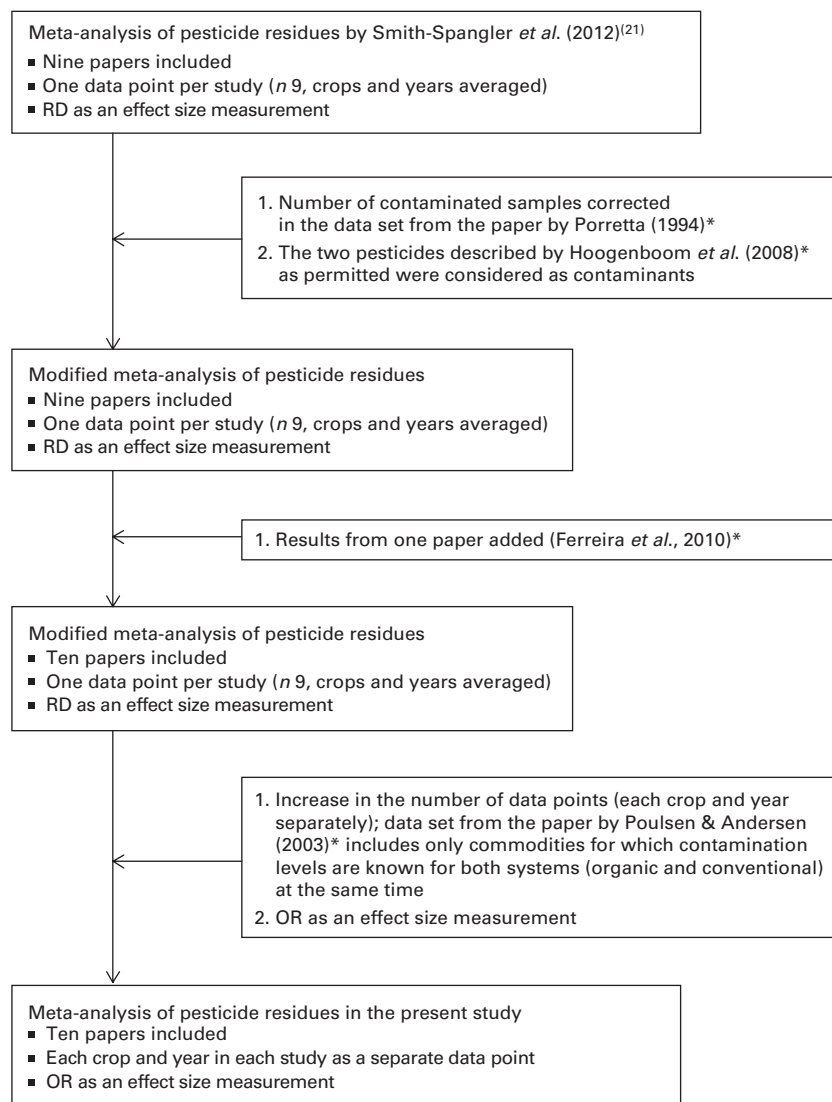 Meta-analysis of pesticide residues by Smith-Spangler et al. (2012)(21)
■ Nine papers included
■ One data point per study (n 9, crops and years averaged)
■ RD as an effect size measurement
1. Number of contaminated samples corrected
in the data set from the paper by Porretta (1994)*
2. The two pesticides described by Hoogenboom et al. (2008)*
as permitted were considered as contaminants
Modified meta-analysis of pesticide residues
■ Nine papers included
■ One data point per study (n 9, crops and years averaged)
■ RD as an effect size measurement
1. Results from one paper added (Ferreira et al., 2010)*
Modified meta-analysis of pesticide residues
■ Ten papers included
■ One data point per study (n 9, crops and years averaged)
■ RD as an effect size measurement
1. Increase in the number of data points (each crop and year
separately); data set from the paper by Poulsen & Andersen
(2003)* includes only commodities for which contamination
levels are known for both systems (organic and conventional)
at the same time
2. OR as an effect size measurement
Meta-analysis of pesticide residues in the present study
■ Ten papers included
■ Each crop and year in each study as a separate data point
■ OR as an effect size measurement